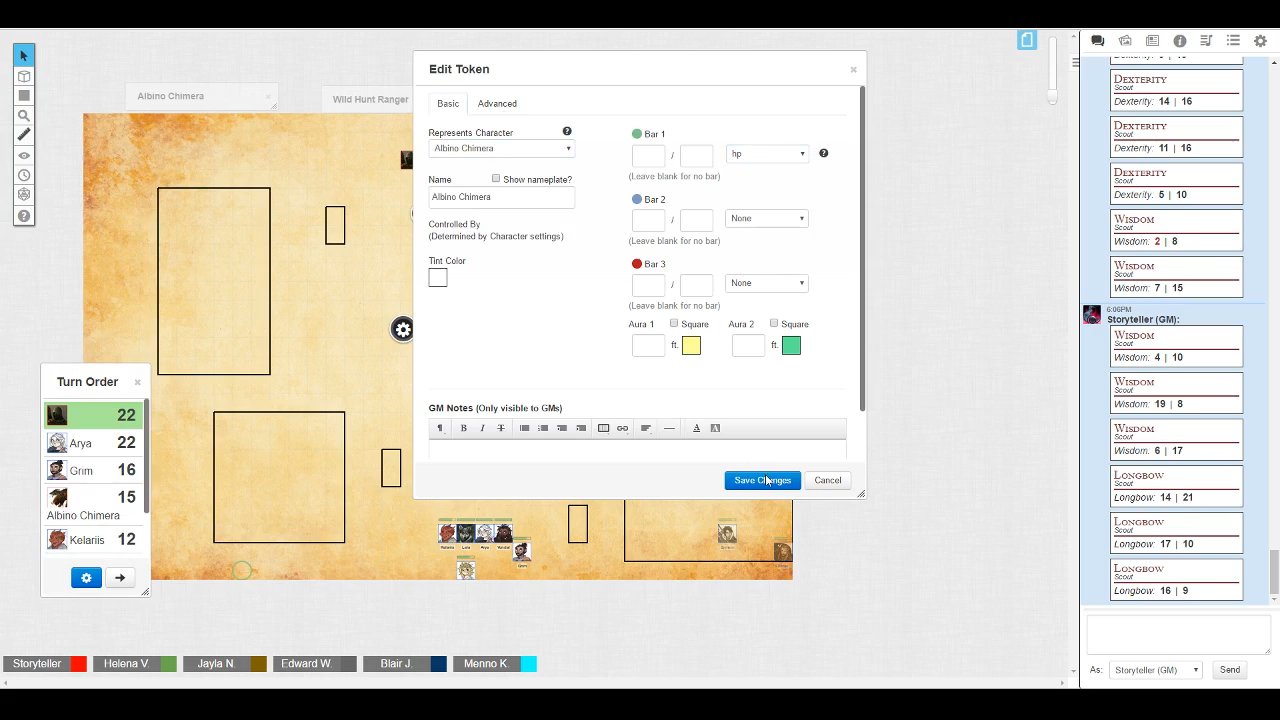 Albino Chimera ×
Wild Hunt Ranger
Edit Token ×
Basic Advanced
Represents Character
Albino Chimera
Name Show nameplate?
Albino Chimera
Controlled By
(Determined by Character settings)
Tint Color
Bar 1
/ hp
(Leave blank for no bar)
Bar 2
/ None
(Leave blank for no bar)
Bar 3
/ None
(Leave blank for no bar)
Aura 1 Square Aura 2 Square
ft. ft.
GM Notes (Only visible to GMs)
Save Changes Cancel
Turn Order ×
22
Arya 22
Grim 16
15
Albino Chimera
Kelariis 12
Storyteller
Helena V.
Jayla N.
Edward W.
Blair J.
Menno K.
DEXTERITY
Scout
Dexterity: 14 | 16
DEXTERITY
Scout
Dexterity: 11 | 16
DEXTERITY
Scout
Dexterity: 5 | 10
WISDOM
Scout
Wisdom: 2 | 8
WISDOM
Scout
Wisdom: 7 | 15
6:06PM
Storyteller (GM):
WISDOM
Scout
Wisdom: 4 | 10
WISDOM
Scout
Wisdom: 19 | 8
WISDOM
Scout
Wisdom: 6 | 17
LONGBOW
Scout
Longbow: 14 | 21
LONGBOW
Scout
Longbow: 17 | 10
LONGBOW
Scout
Longbow: 16 | 9
As: Storyteller (GM) Send